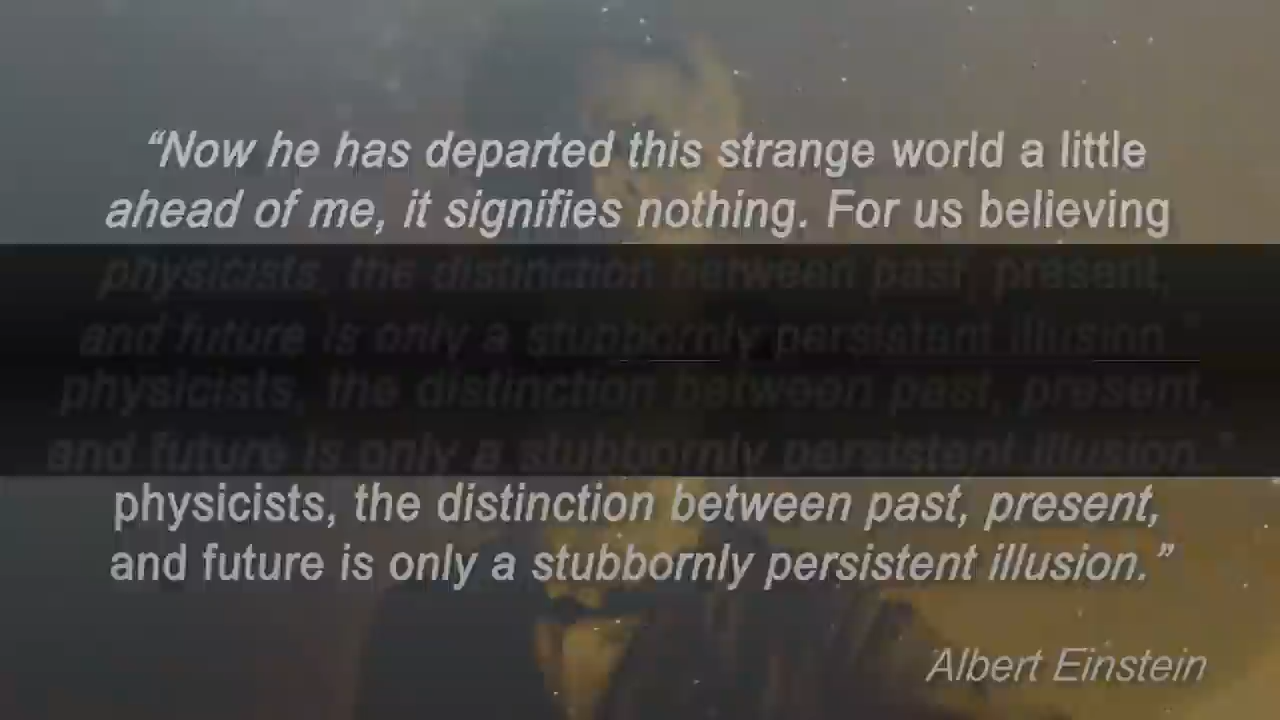 “Now he has departed this strange world a little
ahead of me, it signifies nothing. For us believing
physicists, the distinction between past, present,
and future is only a stubbornly persistent illusion.”
physicists, the distinction between past, present,
and future is only a stubbornly persistent illusion.”
physicists, the distinction between past, present,
and future is only a stubbornly persistent illusion.”
Albert Einstein